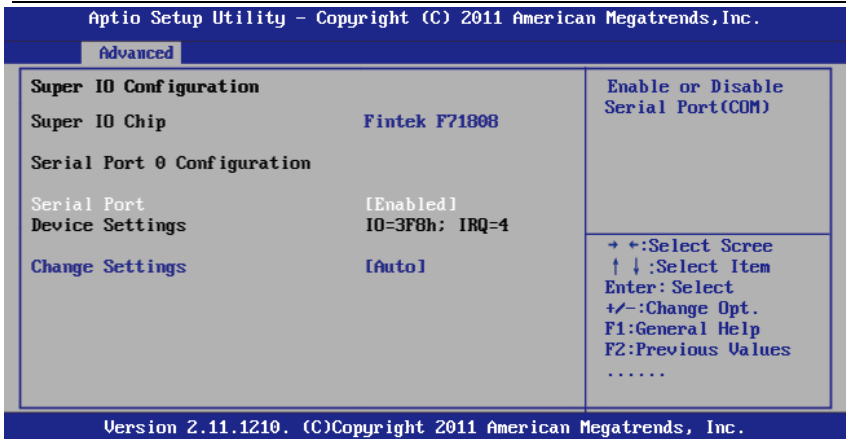 Aptio Setup Utility - Copyright (C) 2011 American Megatrends,Inc.
Advanced
Super IO Configuration
Super IO Chip Fintek F71808
Serial Port 0 Configuration
Serial Port [Enabled]
Device Settings IO=3F8h; IRQ=4
Change Settings [Auto]
Enable or Disable
Serial Port(COM)
→ ←:Select Scree
↑ ↓ :Select Item
Enter: Select
+/-:Change Opt.
F1:General Help
F2:Previous Values
......
Version 2.11.1210. (C)Copyright 2011 American Megatrends, Inc.